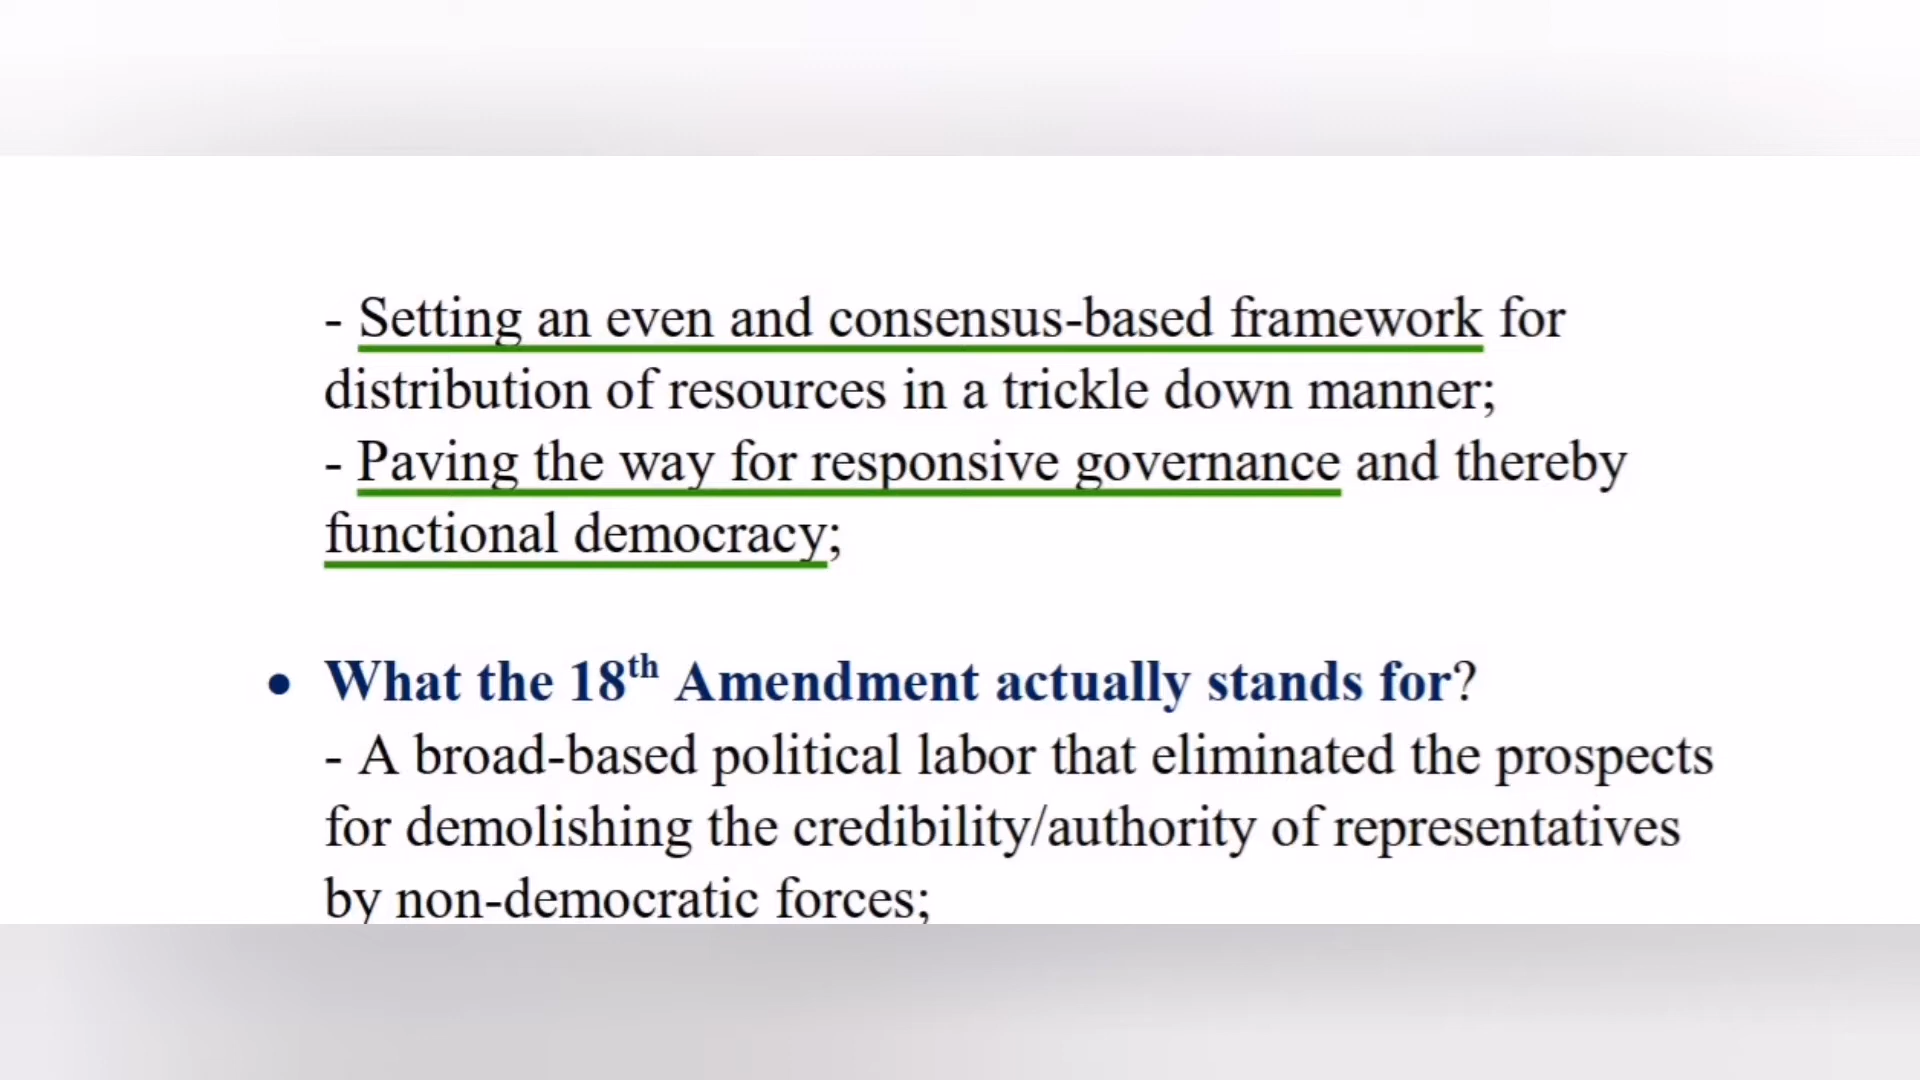 - Setting an even and consensus-based framework for
distribution of resources in a trickle down manner;
- Paving the way for responsive governance and thereby
functional democracy;
• What the 18th Amendment actually stands for?
- A broad-based political labor that eliminated the prospects
for demolishing the credibility/authority of representatives
by non-democratic forces;